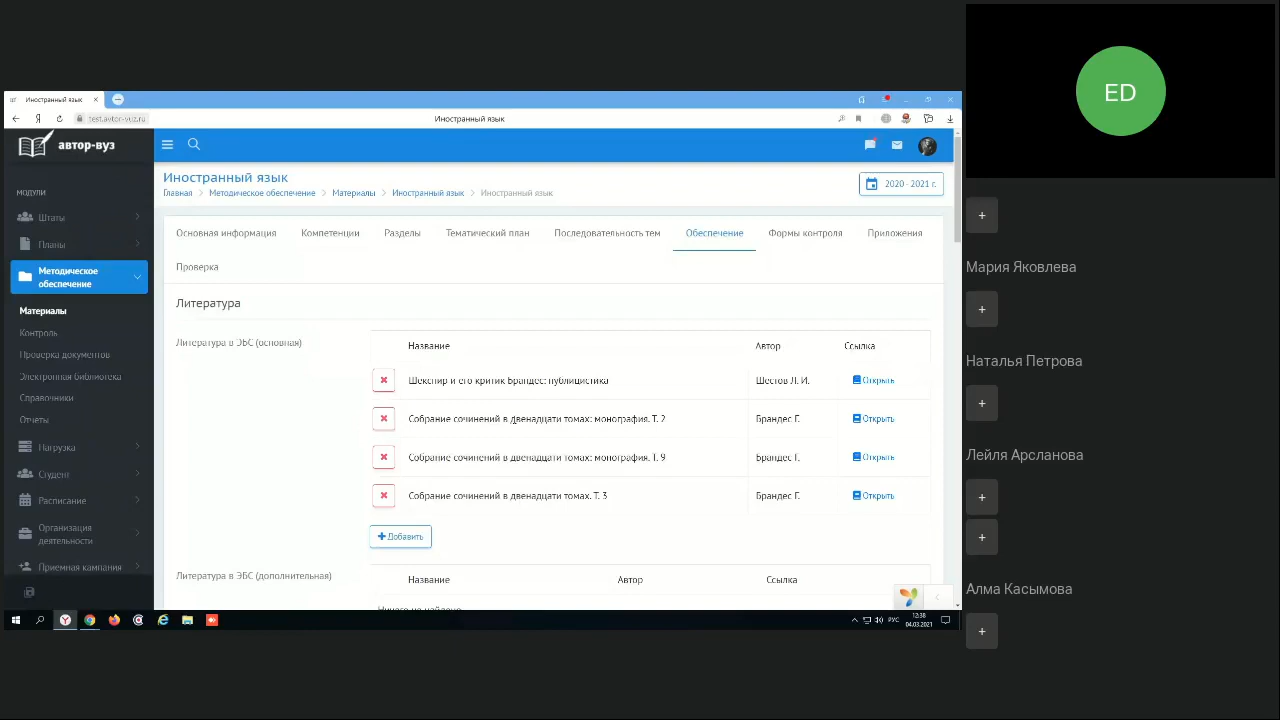 Иностранный язык
test.avtor-vuz.ru
Иностранный язык
автор-вуз
МОДУЛИ
Штаты
Планы
Методическое
обеспечение
Материалы
Контроль
Проверка документов
Электронная библиотека
Справочники
Отчеты
Нагрузка
Студент
Расписание
Организация
деятельности
Приемная кампания
Иностранный язык
Главная > Методическое обеспечение > Материалы > Иностранный язык > Иностранный язык
2020 - 2021 г.
Основная информация Компетенции Разделы Тематический план Последовательность тем Обеспечение Формы контроля Приложения
Проверка
Литература
Литература в ЭБС (основная)
Название Автор Ссылка
Шекспир и его критик Брандес: публицистика Шестов Л. И. Открыть
Собрание сочинений в двенадцати томах: монография. Т. 2 Брандес Г. Открыть
Собрание сочинений в двенадцати томах: монография. Т. 9 Брандес Г. Открыть
Собрание сочинений в двенадцати томах. Т. 3 Брандес Г. Открыть
Добавить
Литература в ЭБС (дополнительная)
Название Автор Ссылка
Ничего не найдено
РУС
12:38
04.03.2021
ED
Мария Яковлева
Наталья Петрова
Лейля Арсланова
Алма Касымова